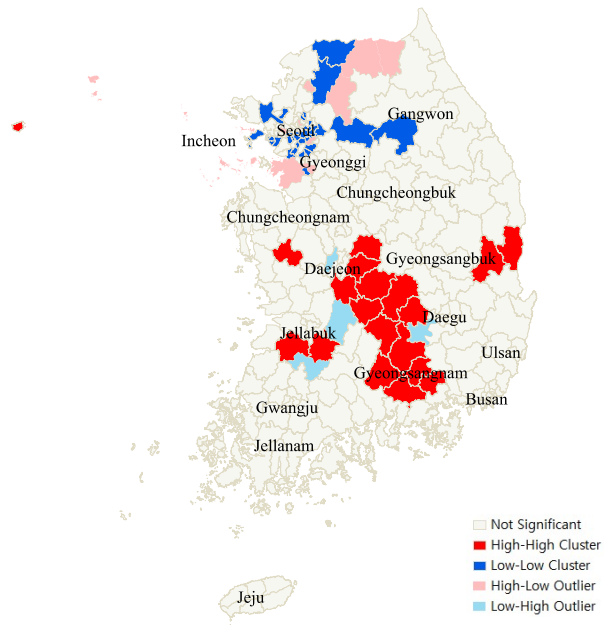 Gangwon
Seoul
Incheon
Gyeonggi
Chungcheongbuk
Chungcheongnam
Gyeongsangbuk
Daejeon
Daegu
Jellabuk
Ulsan
Gyeongsangnam
Busan
Gwangju
Jellanam
Not Significant
High-High Cluster
Low-Low Cluster
High-Low Outlier
Low-High Outlier
Jeju